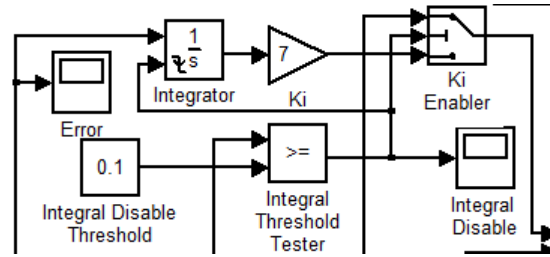 1
s
Integrator
7
Ki
Ki
Enabler
Error
0.1
Integral Disable
Threshold
>=
Integral
Threshold
Tester
Integral
Disable